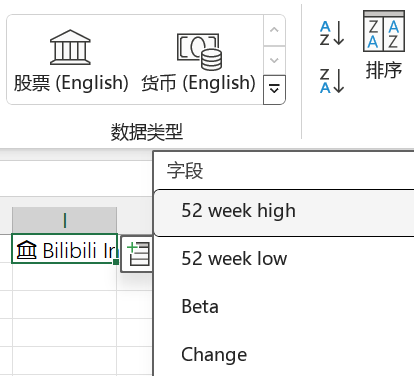 股票 (English)
货币 (English)
数据类型
A
Z
Z
A
Z A
A Z
排序
字段
I
Bilibili In
52 week high
52 week low
Beta
Change